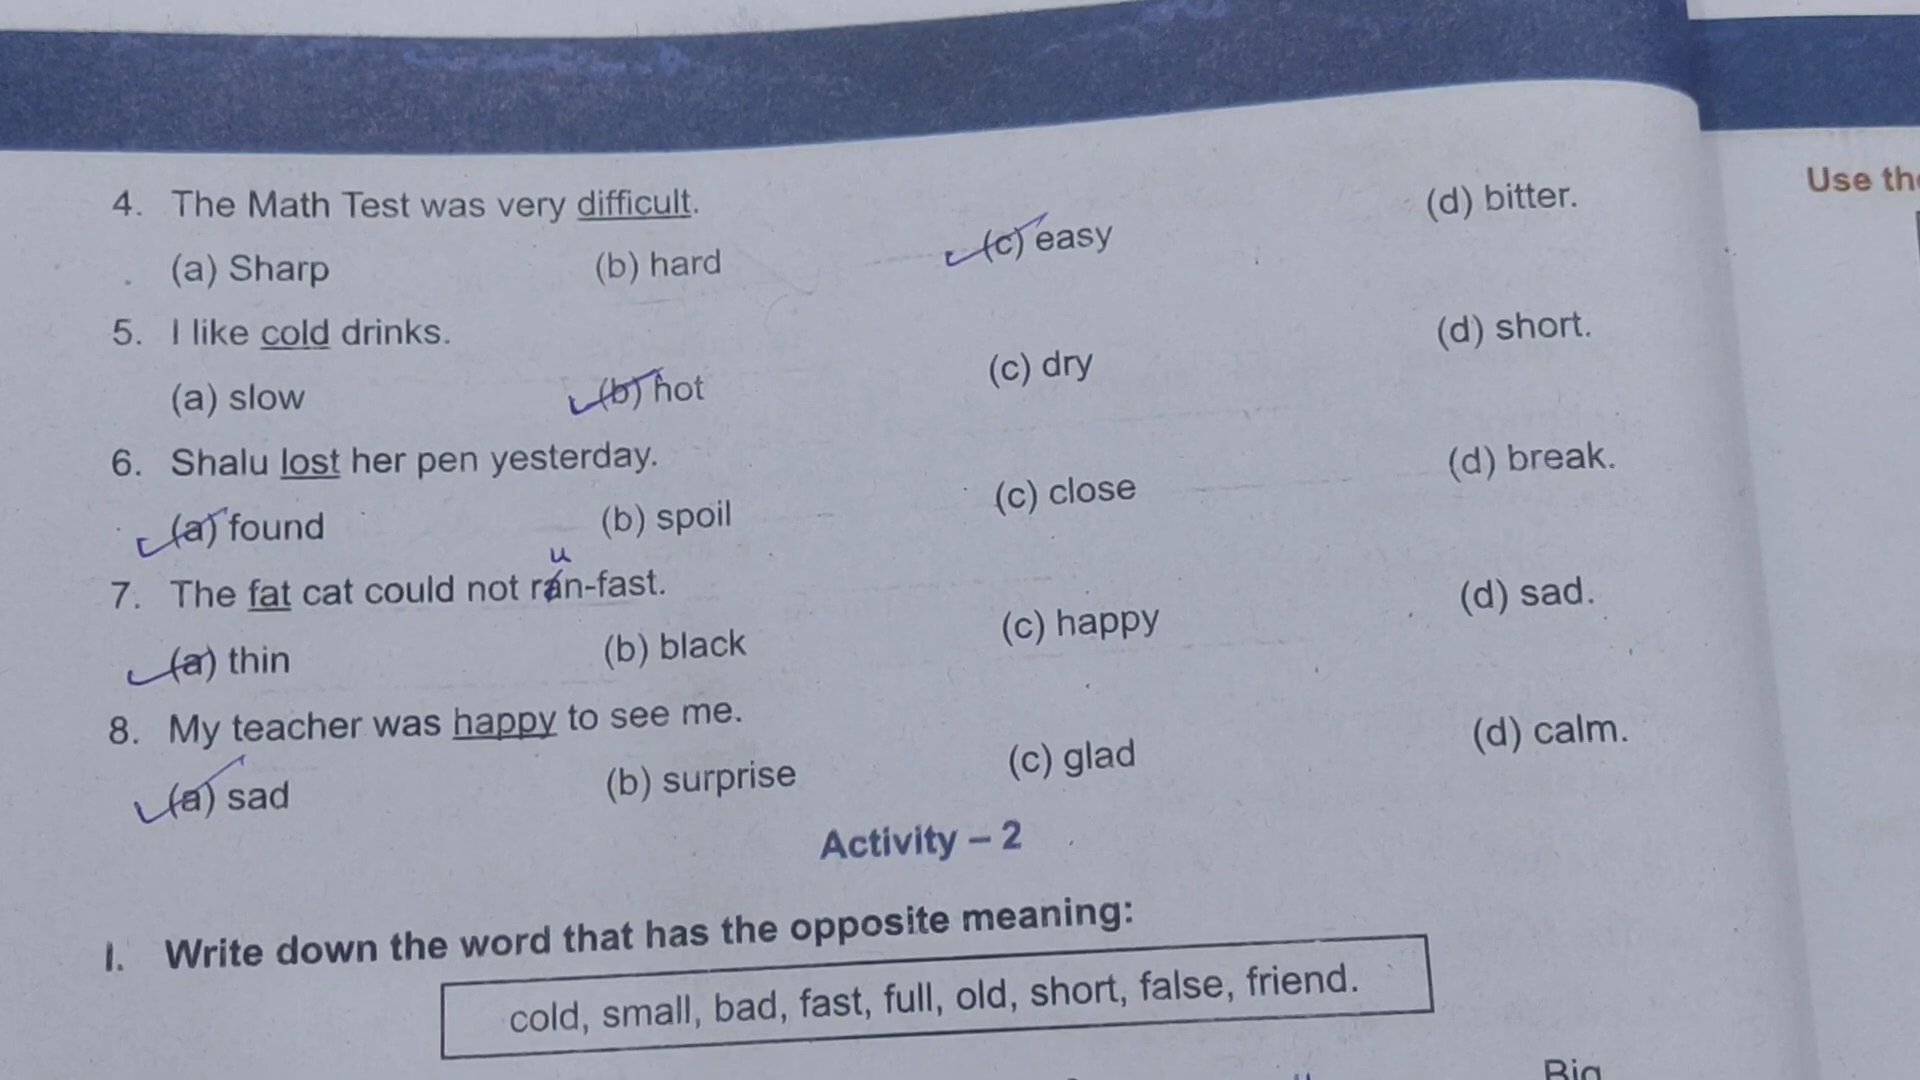 4. The Math Test was very difficult.
(a) Sharp (b) hard (c) easy (d) bitter.
5. I like cold drinks.
(a) slow (b) hot (c) dry (d) short.
6. Shalu lost her pen yesterday.
(a) found (b) spoil (c) close (d) break.
u
7. The fat cat could not ran-fast.
(a) thin (b) black (c) happy (d) sad.
8. My teacher was happy to see me.
(a) sad (b) surprise (c) glad (d) calm.
Activity – 2
I. Write down the word that has the opposite meaning:
cold, small, bad, fast, full, old, short, false, friend.
Big
Use